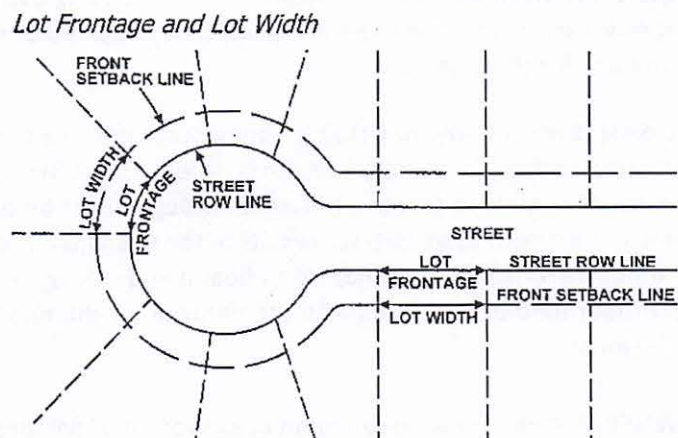 Lot Frontage and Lot Width
FRONT
SETBACK LINE
LOT WIDTH
LOT
FRONTAGE
STREET
ROW LINE
STREET
LOT
FRONTAGE
STREET ROW LINE
FRONT SETBACK LINE
LOT WIDTH